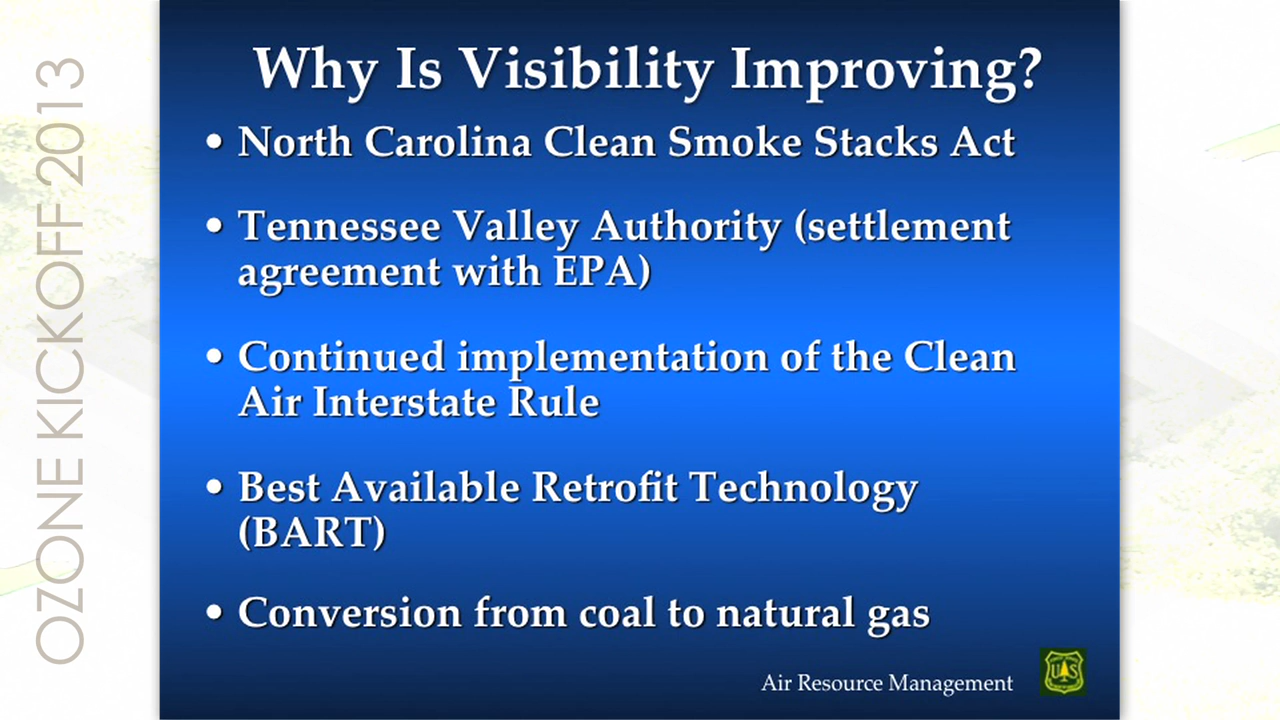 OZONE KICKOFF 2013
Why Is Visibility Improving?
• North Carolina Clean Smoke Stacks Act
• Tennessee Valley Authority (settlement
agreement with EPA)
• Continued implementation of the Clean
Air Interstate Rule
• Best Available Retrofit Technology
(BART)
• Conversion from coal to natural gas
Air Resource Management
U S